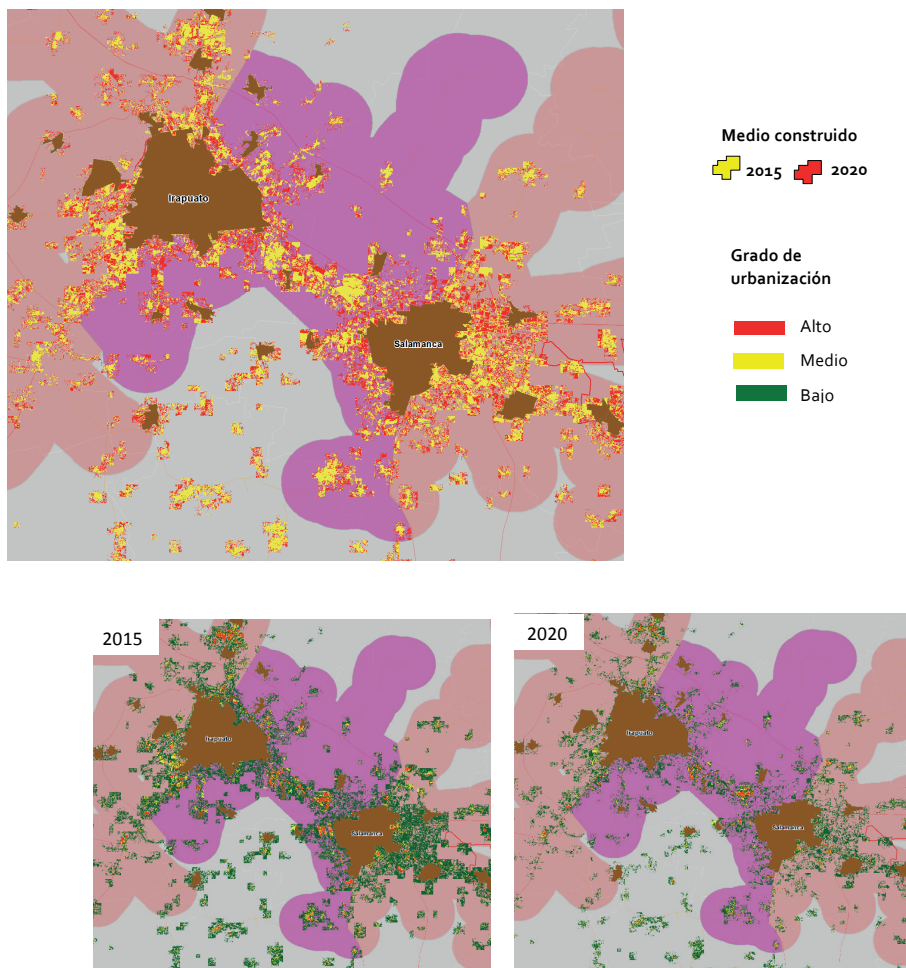 Medio construido
2015 2020
Irapuato
Grado de
urbanización
Alto
Salamanca
Medio
Bajo
2015
2020
Irapuato
Irapuato
Salamanca
Salamanca